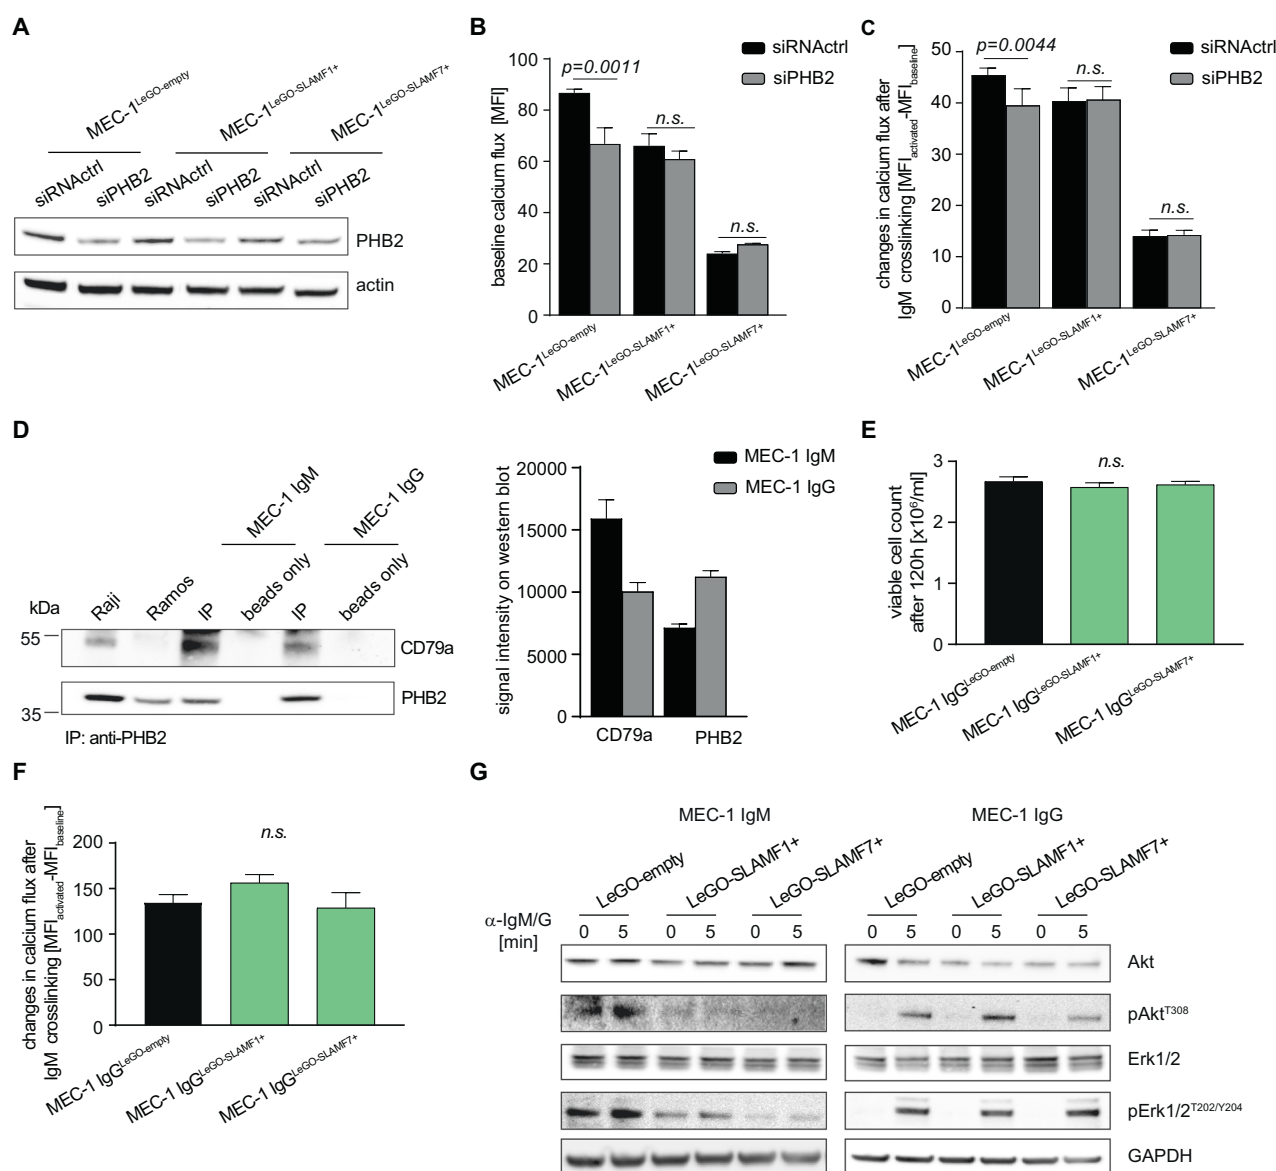 A
MEC-1LeGO-empty
MEC-1LeGO-SLAMF1+
MEC-1LeGO-SLAMF7+
siRNActrl
siPHB2
siRNActrl
siPHB2
siRNActrl
siPHB2
PHB2
actin
B
siRNActrl
siPHB2
baseline calcium flux [MFI]
100
80
60
40
20
0
p=0.0011
n.s.
n.s.
MEC-1LeGO-empty
MEC-1LeGO-SLAMF1+
MEC-1LeGO-SLAMF7+
C
siRNActrl
siPHB2
changes in calcium flux after
IgM crosslinking [MFIactivated-MFIbaseline]
50
40
30
20
10
0
p=0.0044
n.s.
n.s.
MEC-1LeGO-empty
MEC-1LeGO-SLAMF1+
MEC-1LeGO-SLAMF7+
D
MEC-1 IgM
MEC-1 IgG
kDa
Raji
Ramos
IP
beads only
IP
beads only
55
CD79a
35
PHB2
IP: anti-PHB2
MEC-1 IgM
MEC-1 IgG
signal intensity on western blot
20000
15000
10000
5000
0
CD79a
PHB2
E
viable cell count
after 120h [x10⁶/ml]
3
2
1
0
n.s.
MEC-1 IgGLeGO-empty
MEC-1 IgGLeGO-SLAMF1+
MEC-1 IgGLeGO-SLAMF7+
F
changes in calcium flux after
IgM crosslinking [MFIactivated-MFIbaseline]
200
150
100
50
0
n.s.
MEC-1 IgGLeGO-empty
MEC-1 IgGLeGO-SLAMF1+
MEC-1 IgGLeGO-SLAMF7+
G
MEC-1 IgM
MEC-1 IgG
LeGO-empty
LeGO-SLAMF1+
LeGO-SLAMF7+
LeGO-empty
LeGO-SLAMF1+
LeGO-SLAMF7+
α-IgM/G
[min]
0 5 0 5 0 5 0 5 0 5 0 5
Akt
pAktT308
Erk1/2
pErk1/2T202/Y204
GAPDH